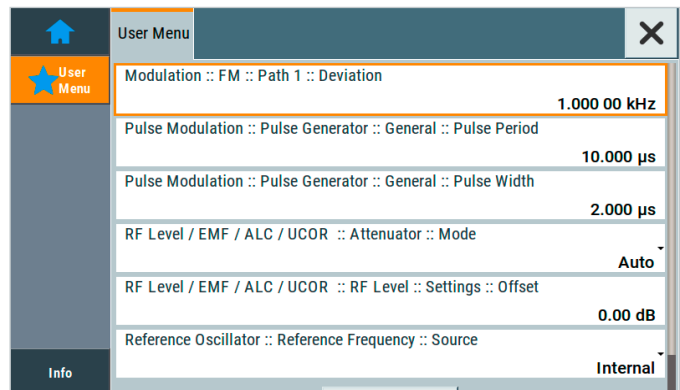 User Menu
User
Menu
Modulation :: FM :: Path 1 :: Deviation
1.000 00 kHz
Pulse Modulation :: Pulse Generator :: General :: Pulse Period
10.000 µs
Pulse Modulation :: Pulse Generator :: General :: Pulse Width
2.000 µs
RF Level / EMF / ALC / UCOR :: Attenuator :: Mode
Auto
RF Level / EMF / ALC / UCOR :: RF Level :: Settings :: Offset
0.00 dB
Reference Oscillator :: Reference Frequency :: Source
Internal
Info